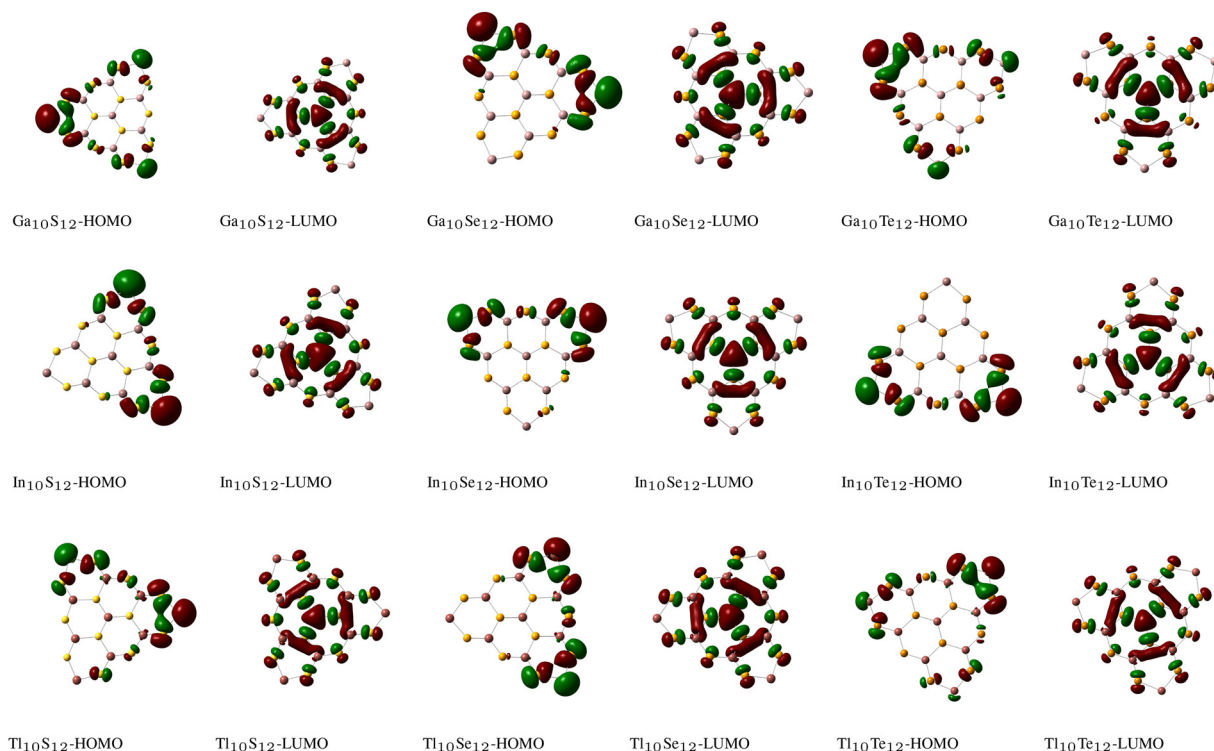 Ga₁₀S₁₂-HOMO Ga₁₀S₁₂-LUMO Ga₁₀Se₁₂-HOMO Ga₁₀Se₁₂-LUMO Ga₁₀Te₁₂-HOMO Ga₁₀Te₁₂-LUMO
In₁₀S₁₂-HOMO In₁₀S₁₂-LUMO In₁₀Se₁₂-HOMO In₁₀Se₁₂-LUMO In₁₀Te₁₂-HOMO In₁₀Te₁₂-LUMO
Tl₁₀S₁₂-HOMO Tl₁₀S₁₂-LUMO Tl₁₀Se₁₂-HOMO Tl₁₀Se₁₂-LUMO Tl₁₀Te₁₂-HOMO Tl₁₀Te₁₂-LUMO